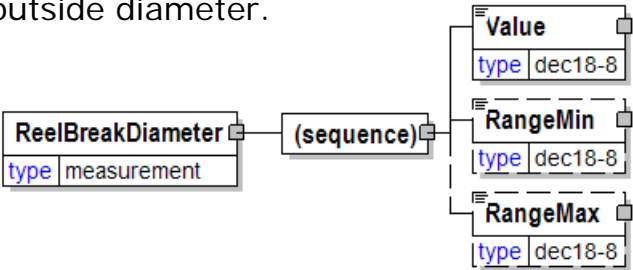 outside diameter.
Value
type dec18-8
ReelBreakDiameter
type measurement
(sequence)
RangeMin
type dec18-8
RangeMax
type dec18-8